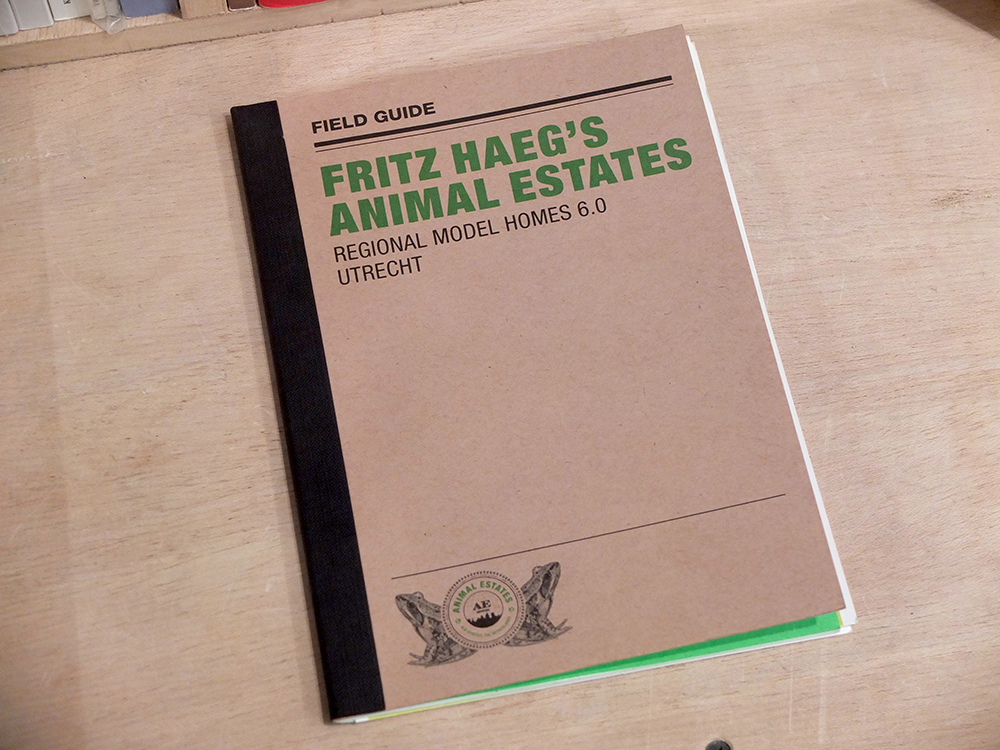 FIELD GUIDE
FRITZ HAEG'S
ANIMAL ESTATES
REGIONAL MODEL HOMES 6.0
UTRECHT
ANIMAL ESTATES
AE